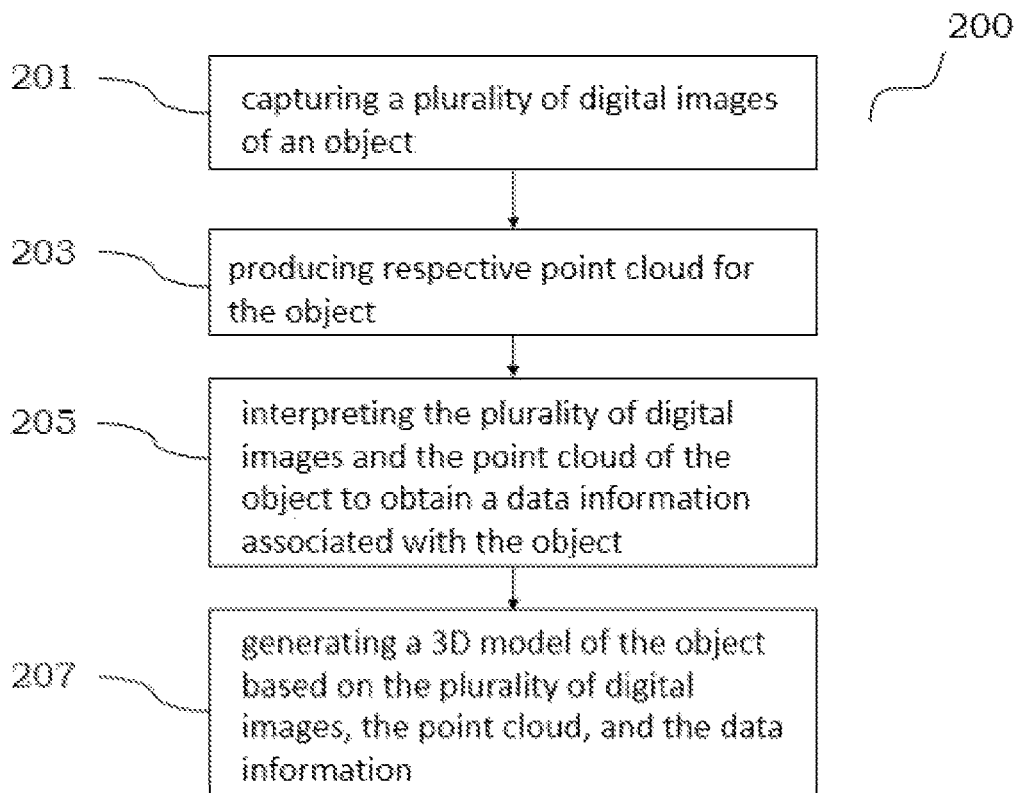 200
201
capturing a plurality of digital images
of an object
203
producing respective point cloud for
the object
205
interpreting the plurality of digital
images and the point cloud of the
object to obtain a data information
associated with the object
207
generating a 3D model of the object
based on the plurality of digital
images, the point cloud, and the data
information